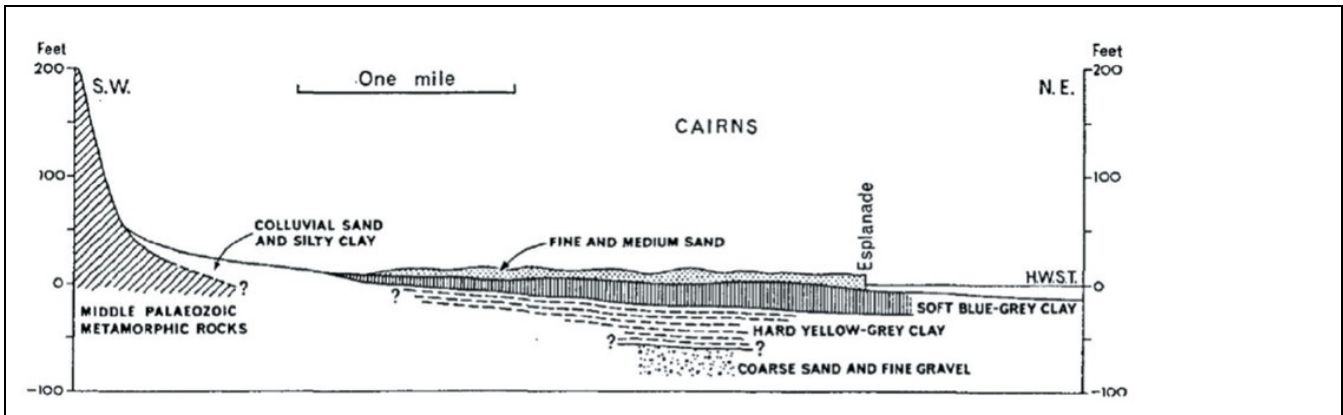 Feet
Feet
200
200
S.W.
One mile
N. E.
CAIRNS
100
100
Esplanade
COLLUVIAL SAND
AND SILTY CLAY
FINE AND MEDIUM SAND
?
H.W.S.T.
0
0
?
MIDDLE PALAEOZOIC
METAMORPHIC ROCKS
SOFT BLUE-GREY CLAY
HARD YELLOW-GREY CLAY
?
?
COARSE SAND AND FINE GRAVEL
-100
-100